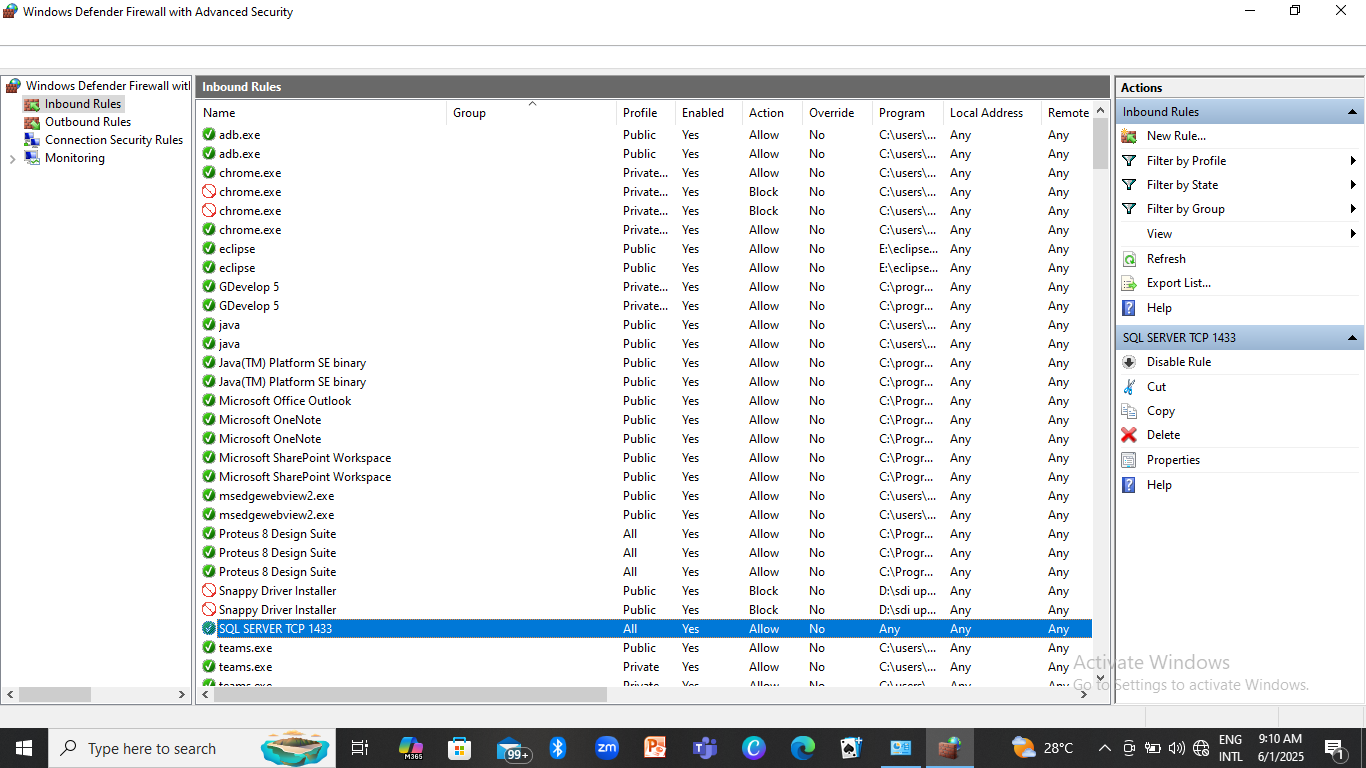 Windows Defender Firewall with Advanced Security
Windows Defender Firewall with
Inbound Rules
Outbound Rules
Connection Security Rules
Monitoring
Inbound Rules
Name Group Profile Enabled Action Override Program Local Address Remote
adb.exe Public Yes Allow No C:\users\... Any Any
adb.exe Public Yes Allow No C:\users\... Any Any
chrome.exe Private... Yes Allow No C:\users\... Any Any
chrome.exe Private... Yes Block No C:\users\... Any Any
chrome.exe Private... Yes Block No C:\users\... Any Any
chrome.exe Private... Yes Allow No C:\users\... Any Any
eclipse Public Yes Allow No E:\eclipse... Any Any
eclipse Public Yes Allow No E:\eclipse... Any Any
GDevelop 5 Private... Yes Allow No C:\progr... Any Any
GDevelop 5 Private... Yes Allow No C:\progr... Any Any
java Public Yes Allow No C:\users\... Any Any
java Public Yes Allow No C:\users\... Any Any
Java(TM) Platform SE binary Public Yes Allow No C:\progr... Any Any
Java(TM) Platform SE binary Public Yes Allow No C:\progr... Any Any
Microsoft Office Outlook Public Yes Allow No C:\Progr... Any Any
Microsoft OneNote Public Yes Allow No C:\Progr... Any Any
Microsoft OneNote Public Yes Allow No C:\Progr... Any Any
Microsoft SharePoint Workspace Public Yes Allow No C:\Progr... Any Any
Microsoft SharePoint Workspace Public Yes Allow No C:\Progr... Any Any
msedgewebview2.exe Public Yes Allow No C:\users\... Any Any
msedgewebview2.exe Public Yes Allow No C:\users\... Any Any
Proteus 8 Design Suite All Yes Allow No C:\Progr... Any Any
Proteus 8 Design Suite All Yes Allow No C:\Progr... Any Any
Proteus 8 Design Suite All Yes Allow No C:\Progr... Any Any
Snappy Driver Installer Public Yes Block No D:\sdi up... Any Any
Snappy Driver Installer Public Yes Block No D:\sdi up... Any Any
SQL SERVER TCP 1433 All Yes Allow No Any Any Any
teams.exe Public Yes Allow No C:\users\... Any Any
teams.exe Private Yes Allow No C:\users\... Any Any
teams.exe Private Yes Allow No C:\users\... Any Any
Actions
Inbound Rules
New Rule...
Filter by Profile
Filter by State
Filter by Group
View
Refresh
Export List...
Help
SQL SERVER TCP 1433
Disable Rule
Cut
Copy
Delete
Properties
Help
Activate Windows
Go to Settings to activate Windows.
Type here to search
M365
99+
zm
28°C
ENG
INTL
9:10 AM
6/1/2025
1